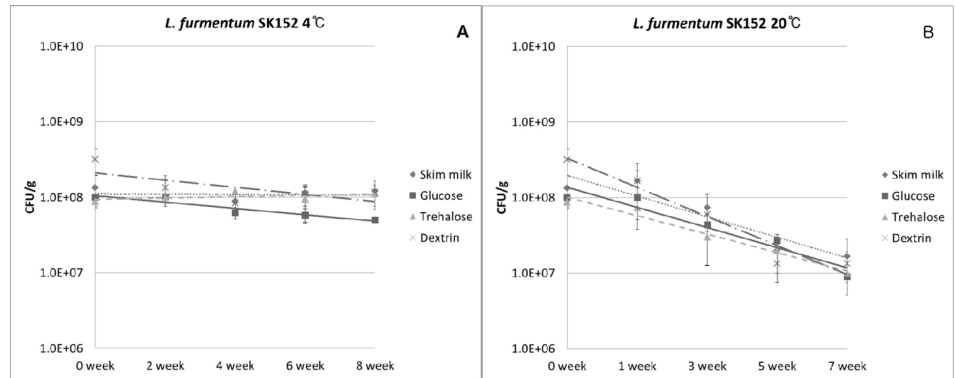 L. furmentum SK152 4℃
A
1.0E+10
1.0E+09
1.0E+08
1.0E+07
1.0E+06
CFU/g
0 week 2 week 4 week 6 week 8 week
Skim milk
Glucose
Trehalose
Dextrin
L. furmentum SK152 20℃
B
1.0E+10
1.0E+09
1.0E+08
1.0E+07
1.0E+06
CFU/g
0 week 1 week 3 week 5 week 7 week
Skim milk
Glucose
Trehalose
Dextrin